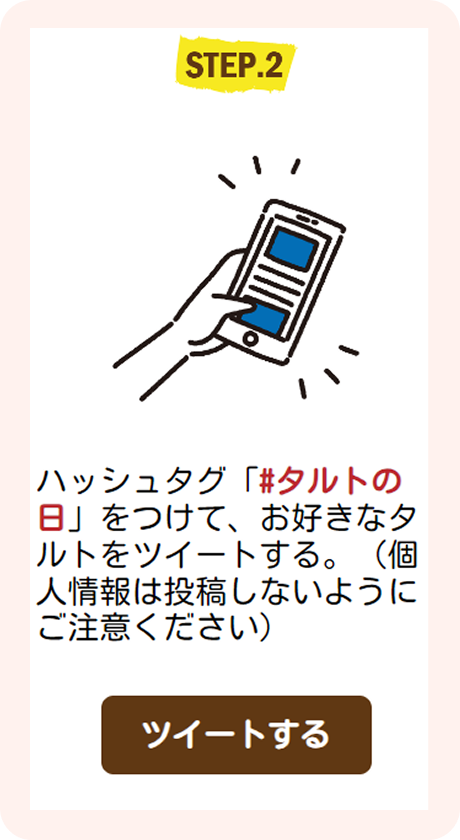 STEP.2
ハッシュタグ「#タルトの
日」をつけて、お好きなタ
ルトをツイートする。（個
人情報は投稿しないように
ご注意ください）
ツイートする